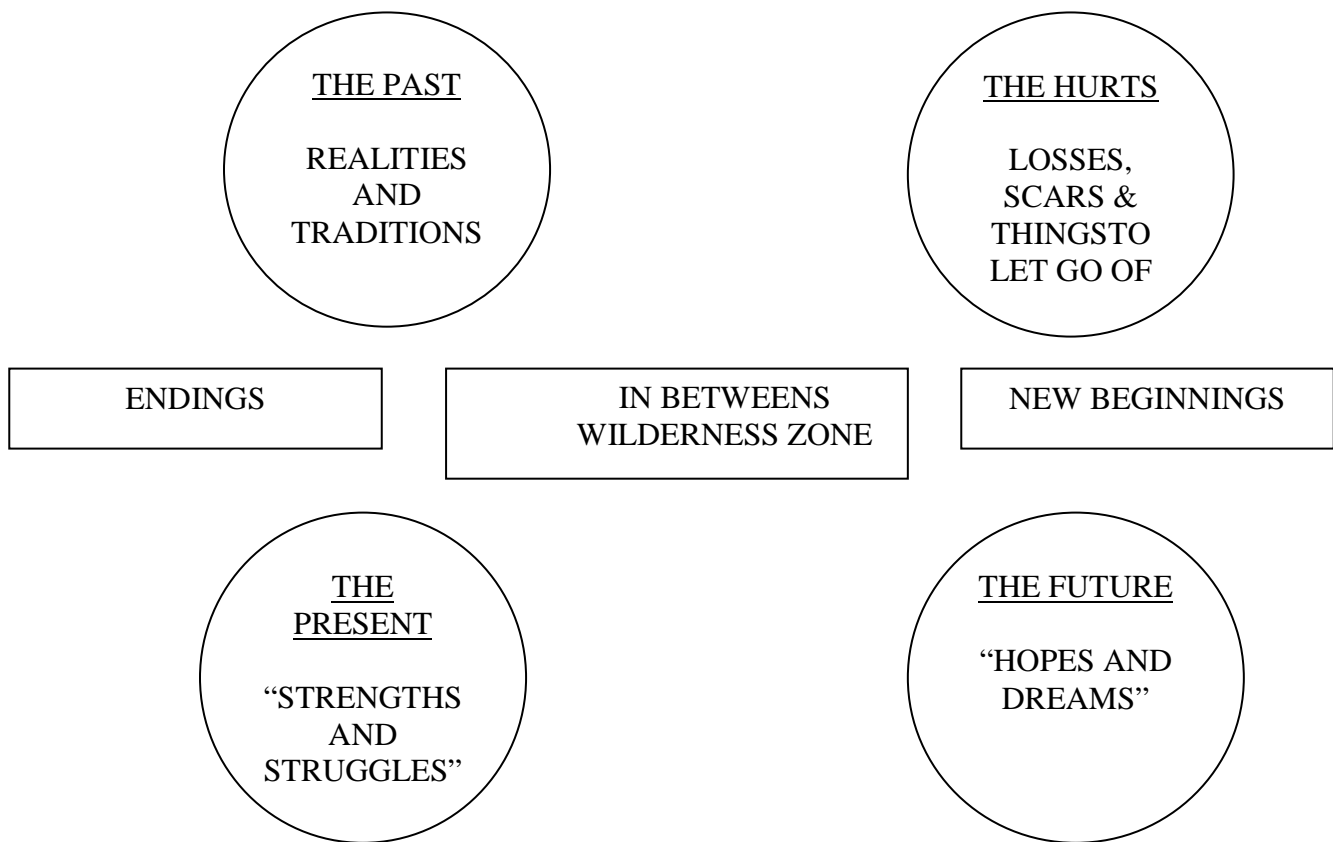 THE PAST
REALITIES
AND
TRADITIONS
THE HURTS
LOSSES,
SCARS &
THINGSTO
LET GO OF
ENDINGS
IN BETWEENS
WILDERNESS ZONE
NEW BEGINNINGS
THE
PRESENT
“STRENGTHS
AND
STRUGGLES”
THE FUTURE
“HOPES AND
DREAMS”